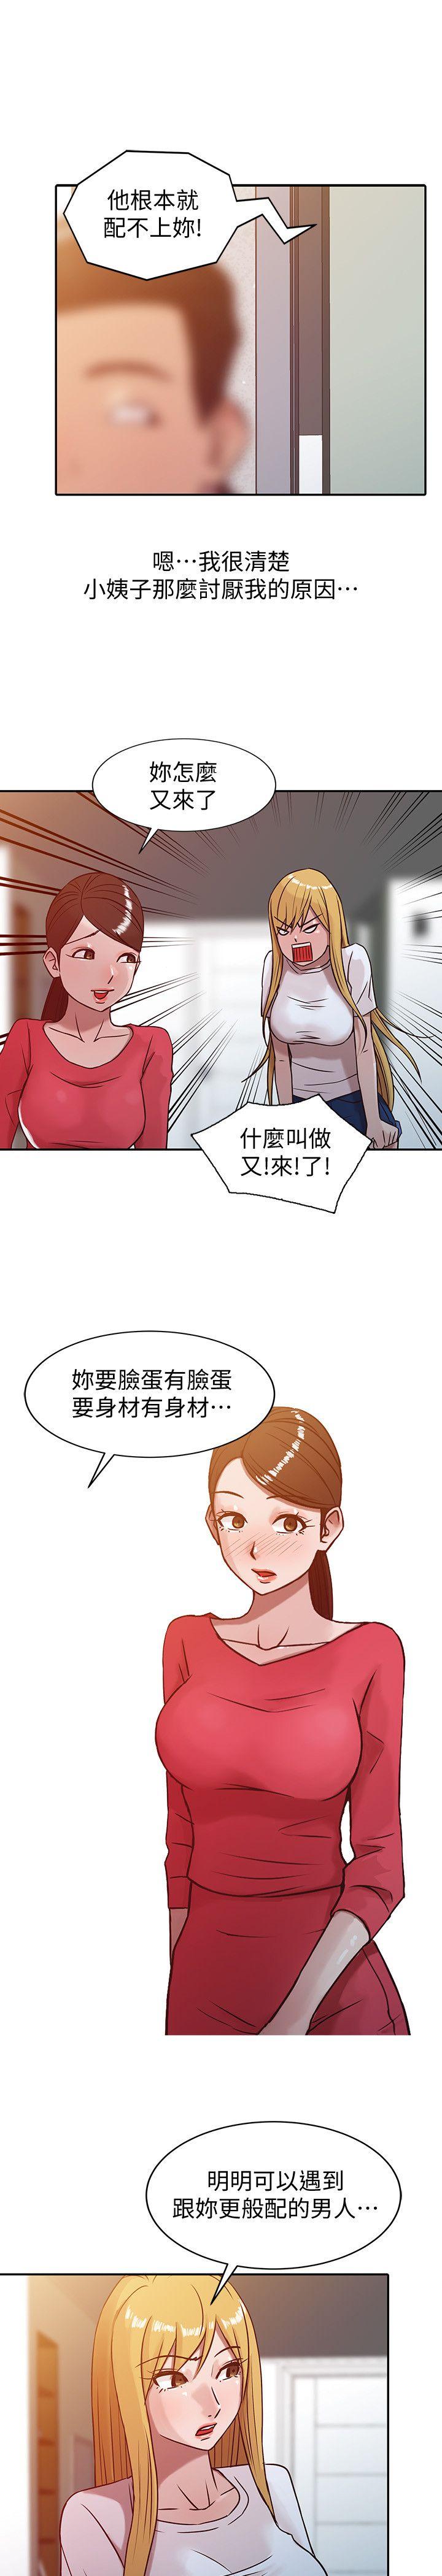 他根本就
配不上妳!
嗯…我很清楚
小姨子那麼討厭我的原因…
妳怎麼
又來了
什麼叫做
又!來!了!
妳要臉蛋有臉蛋
要身材有身材…
明明可以遇到
跟妳更般配的男人…